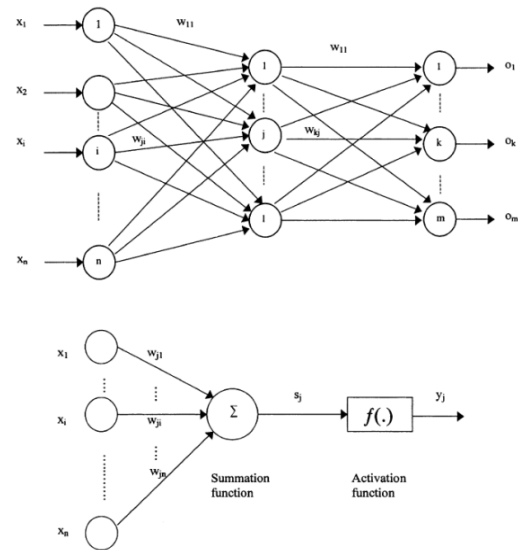 x1 1 w11 w11
1 1 o1
x2
xi i wji j wkj k ok
l m om
xn n
x1 wj1
sj yj
xi wji Σ f(.)
wjn Summation Activation
function function
xn